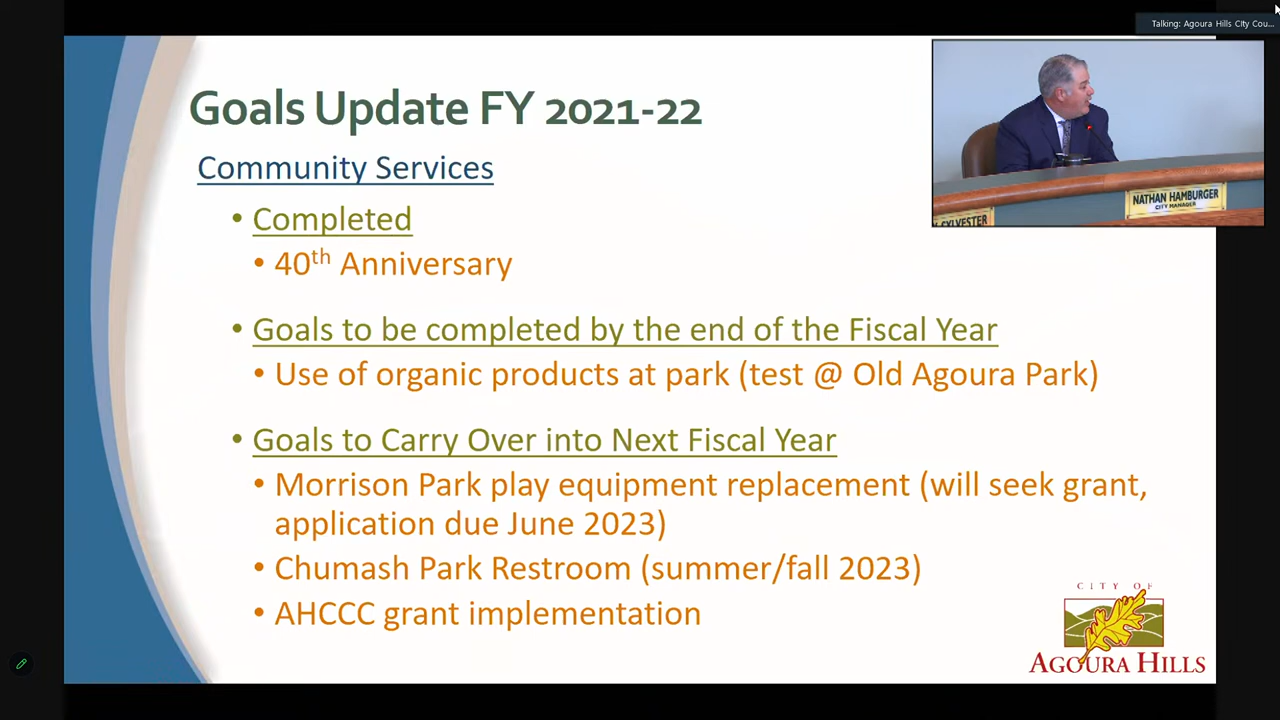 Talking: Agoura Hills City Cou...
Goals Update FY 2021-22
Community Services
• Completed
• 40th Anniversary
• Goals to be completed by the end of the Fiscal Year
• Use of organic products at park (test @ Old Agoura Park)
• Goals to Carry Over into Next Fiscal Year
• Morrison Park play equipment replacement (will seek grant,
application due June 2023)
• Chumash Park Restroom (summer/fall 2023)
• AHCCC grant implementation
NATHAN HAMBURGER
CITY MANAGER
SYLVESTER
CITY OF
AGOURA HILLS